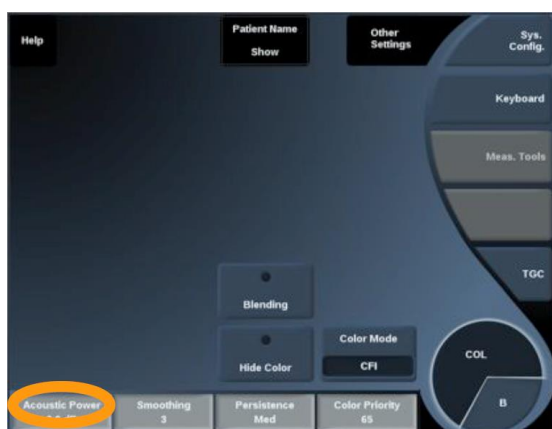 Help
Patient Name
Show
Other
Settings
Sys.
Config.
Keyboard
Meas. Tools
TGC
Blending
Hide Color
Color Mode
CFI
COL
B
Acoustic Power
Smoothing
3
Persistence
Med
Color Priority
65